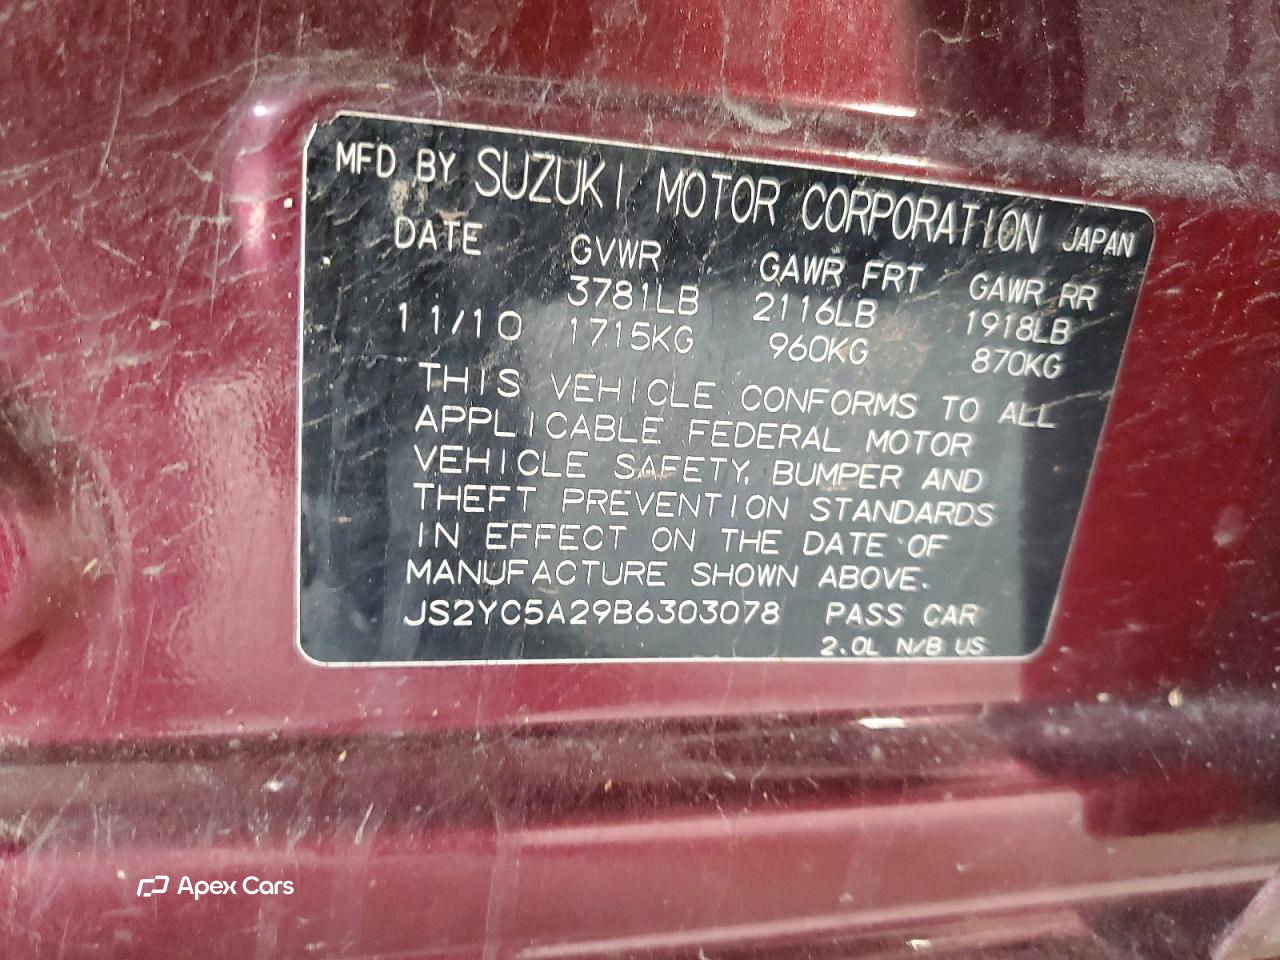 MFD BY SUZUKI MOTOR CORPORATION JAPAN
DATE GVWR GAWR FRT GAWR RR
3781LB 2116LB 1918LB
11/10 1715KG 960KG 870KG
THIS VEHICLE CONFORMS TO ALL
APPLICABLE FEDERAL MOTOR
VEHICLE SAFETY, BUMPER AND
THEFT PREVENTION STANDARDS
IN EFFECT ON THE DATE OF
MANUFACTURE SHOWN ABOVE.
JS2YC5A29B6303078 PASS CAR
2.0L N/B US
Apex Cars